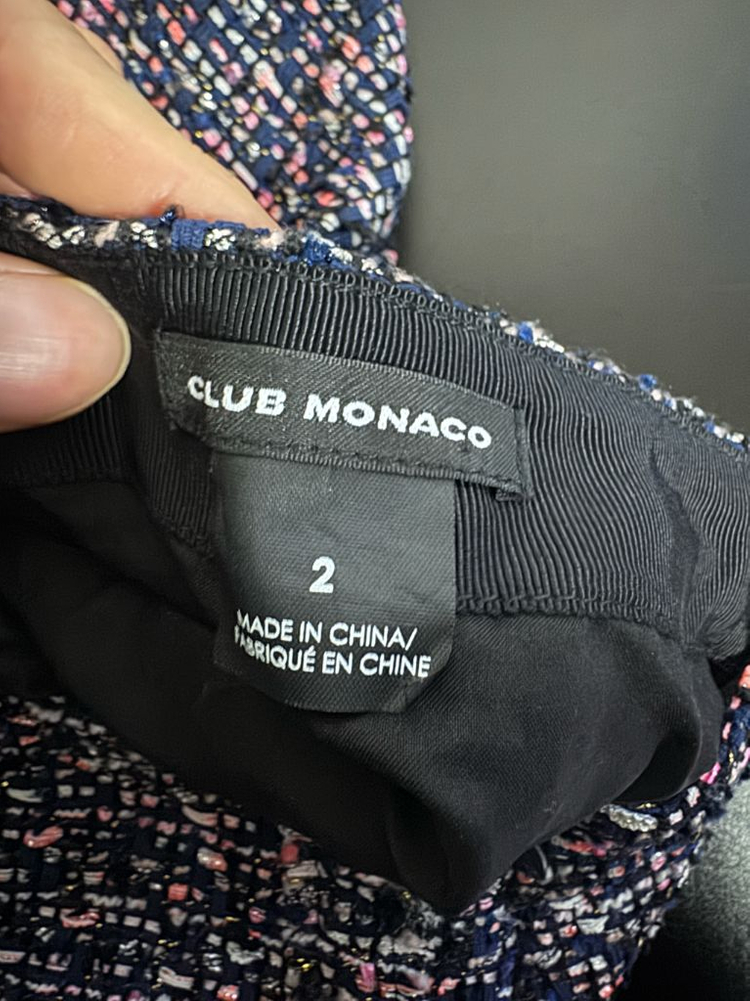 CLUB MONACO
2
MADE IN CHINA/
FABRIQUÉ EN CHINE